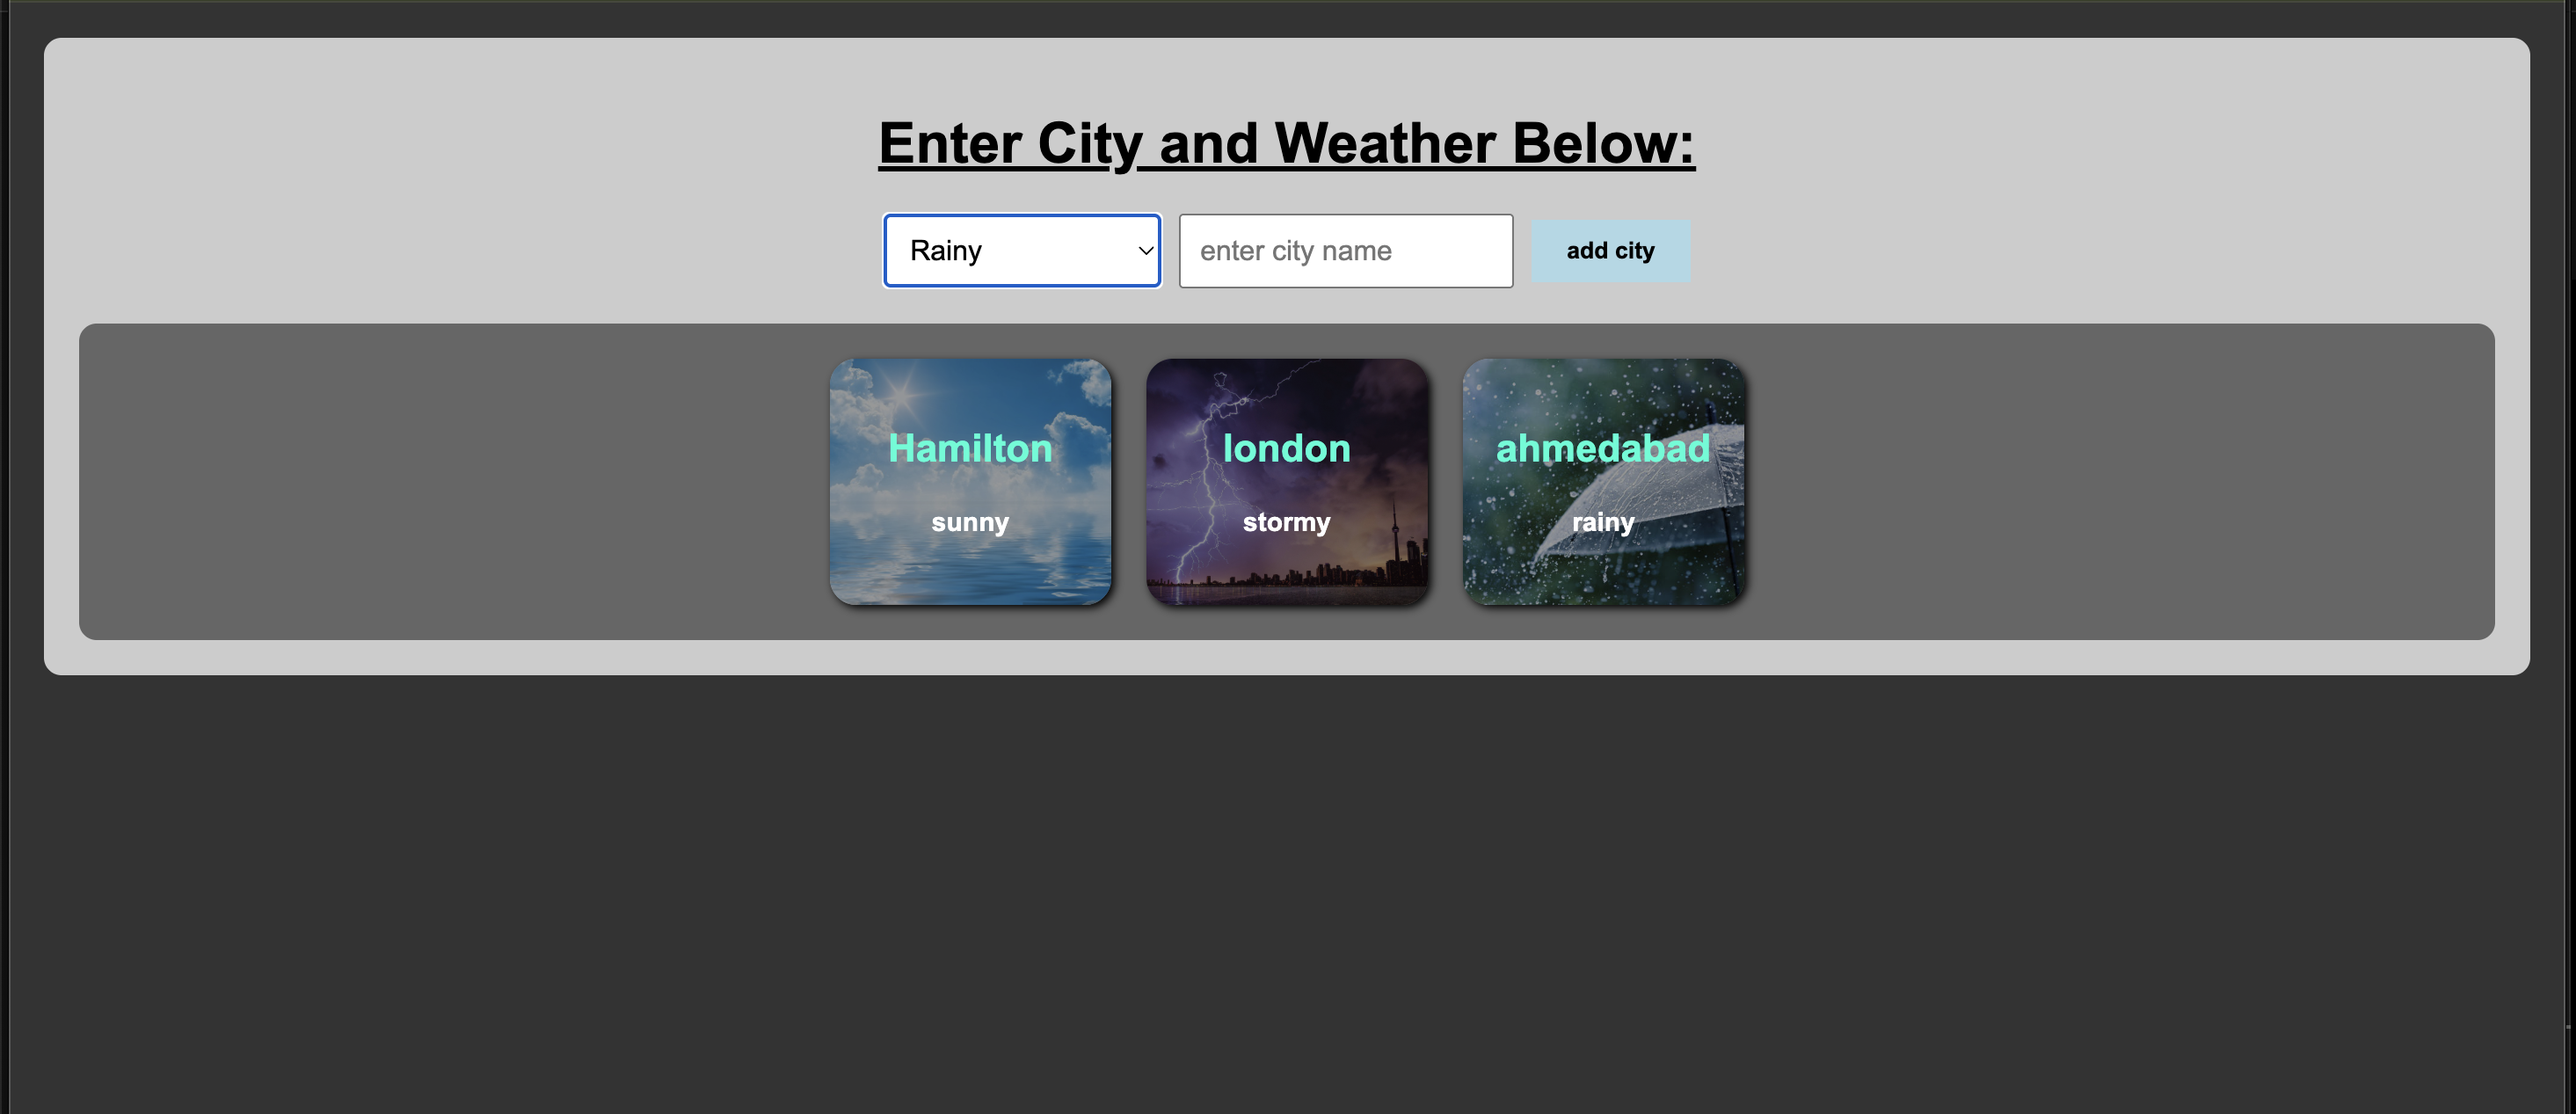 Enter City and Weather Below:
Rainy
enter city name
add city
Hamilton
london
ahmedabad
sunny
stormy
rainy